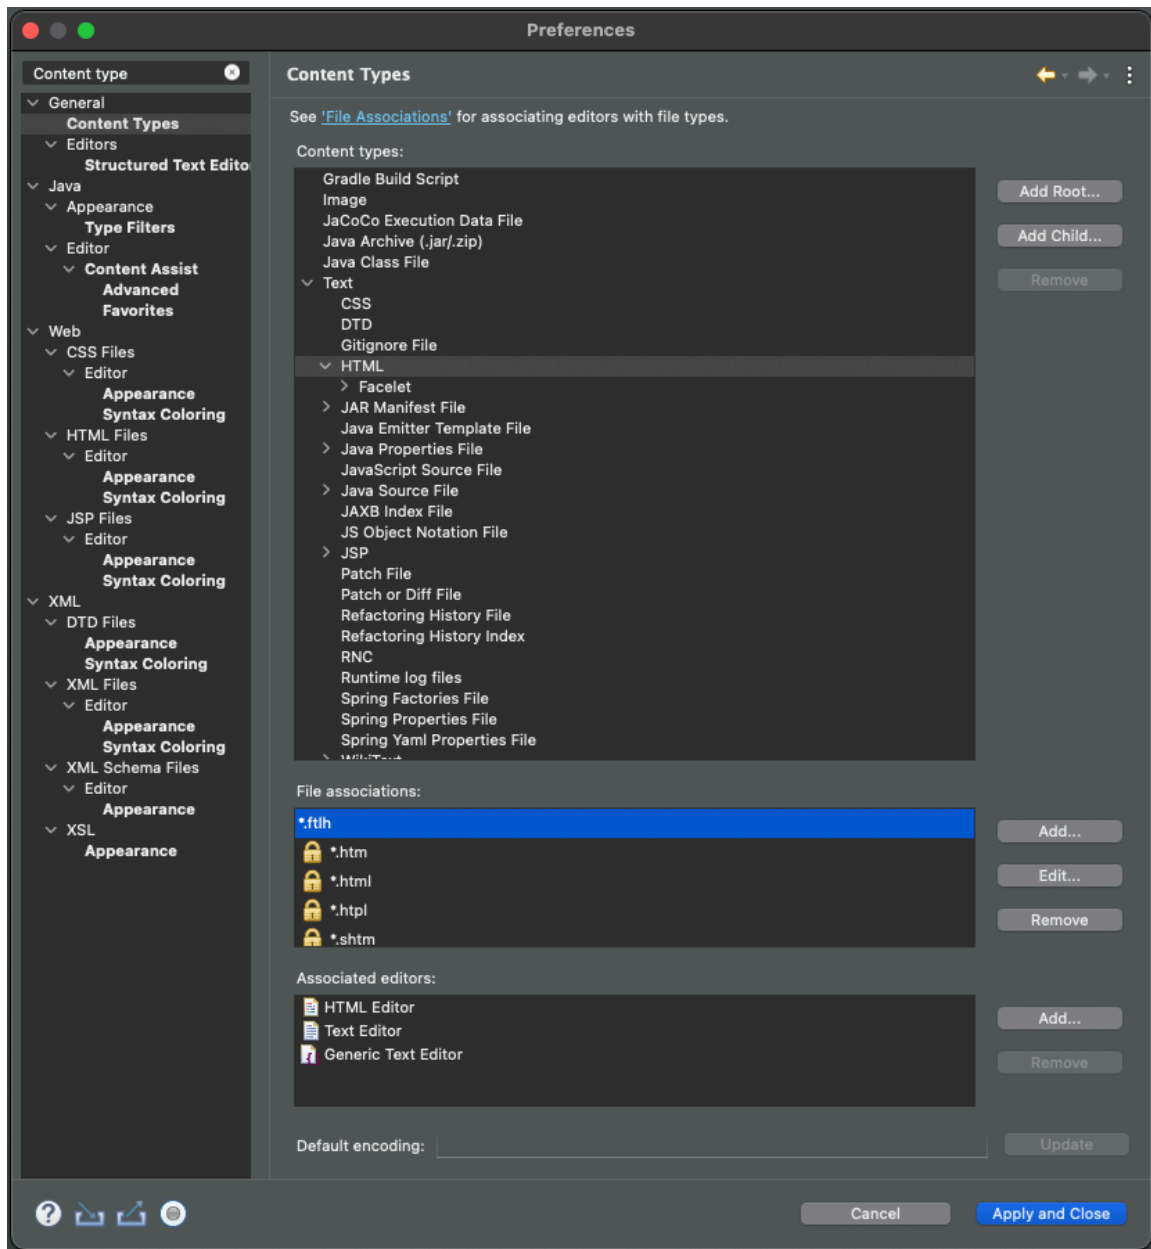 Preferences
Content type
General
Content Types
Editors
Structured Text Edito
Java
Appearance
Type Filters
Editor
Content Assist
Advanced
Favorites
Web
CSS Files
Editor
Appearance
Syntax Coloring
HTML Files
Editor
Appearance
Syntax Coloring
JSP Files
Editor
Appearance
Syntax Coloring
XML
DTD Files
Appearance
Syntax Coloring
XML Files
Editor
Appearance
Syntax Coloring
XML Schema Files
Editor
Appearance
XSL
Appearance
Content Types
See 'File Associations' for associating editors with file types.
Content types:
Gradle Build Script
Image
JaCoCo Execution Data File
Java Archive (.jar/.zip)
Java Class File
Text
CSS
DTD
Gitignore File
HTML
Facelet
JAR Manifest File
Java Emitter Template File
Java Properties File
JavaScript Source File
Java Source File
JAXB Index File
JS Object Notation File
JSP
Patch File
Patch or Diff File
Refactoring History File
Refactoring History Index
RNC
Runtime log files
Spring Factories File
Spring Properties File
Spring Yaml Properties File
WikiText
Add Root...
Add Child...
Remove
File associations:
*.ftlh
*.htm
*.html
*.htpl
*.shtm
Add...
Edit...
Remove
Associated editors:
HTML Editor
Text Editor
Generic Text Editor
Add...
Remove
Default encoding:
Update
?
Cancel
Apply and Close